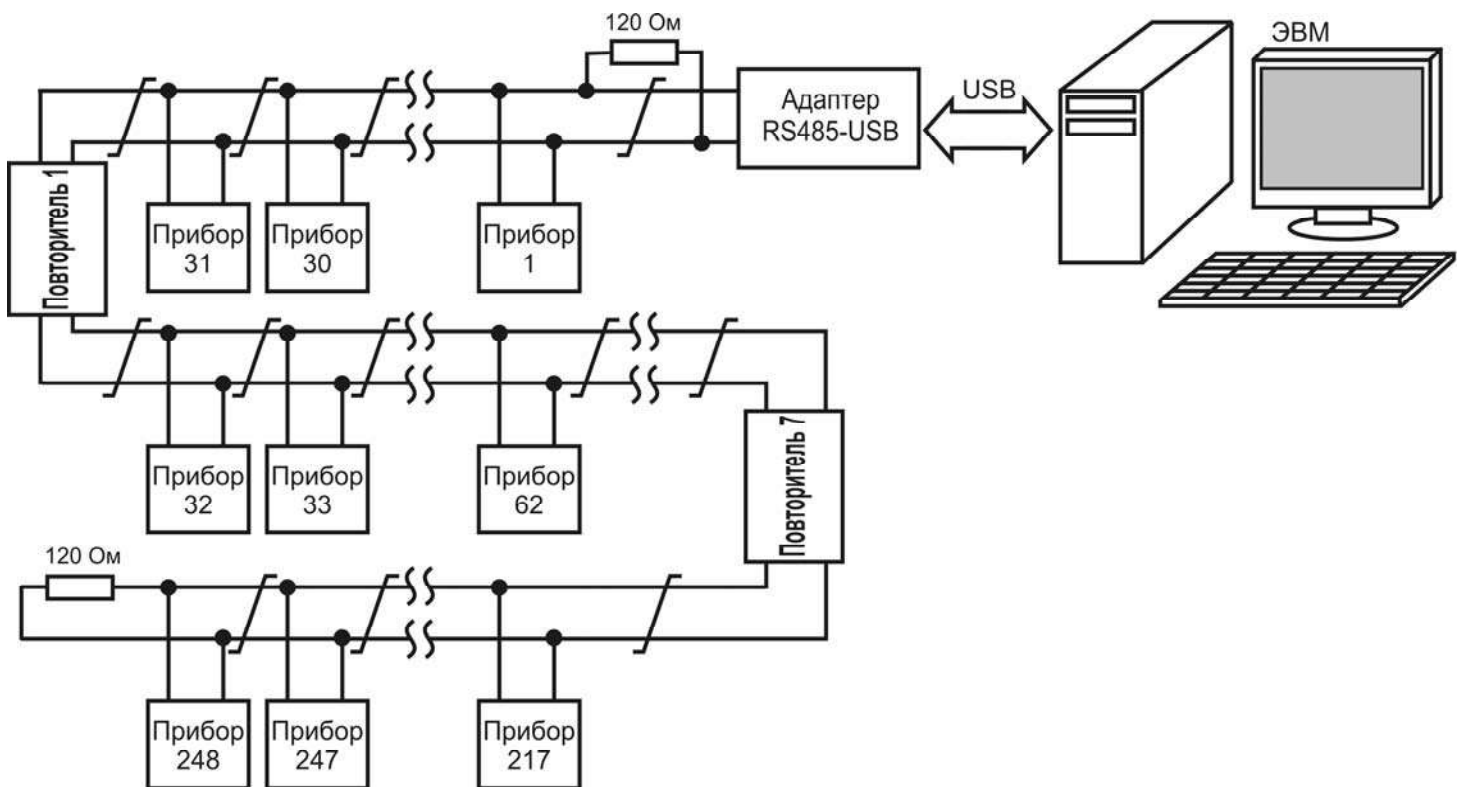 120 Ом
ЭВМ
Адаптер
RS485-USB
USB
Повторитель 1
Прибор
31
Прибор
30
Прибор
1
Прибор
32
Прибор
33
Прибор
62
Повторитель 7
120 Ом
Прибор
248
Прибор
247
Прибор
217